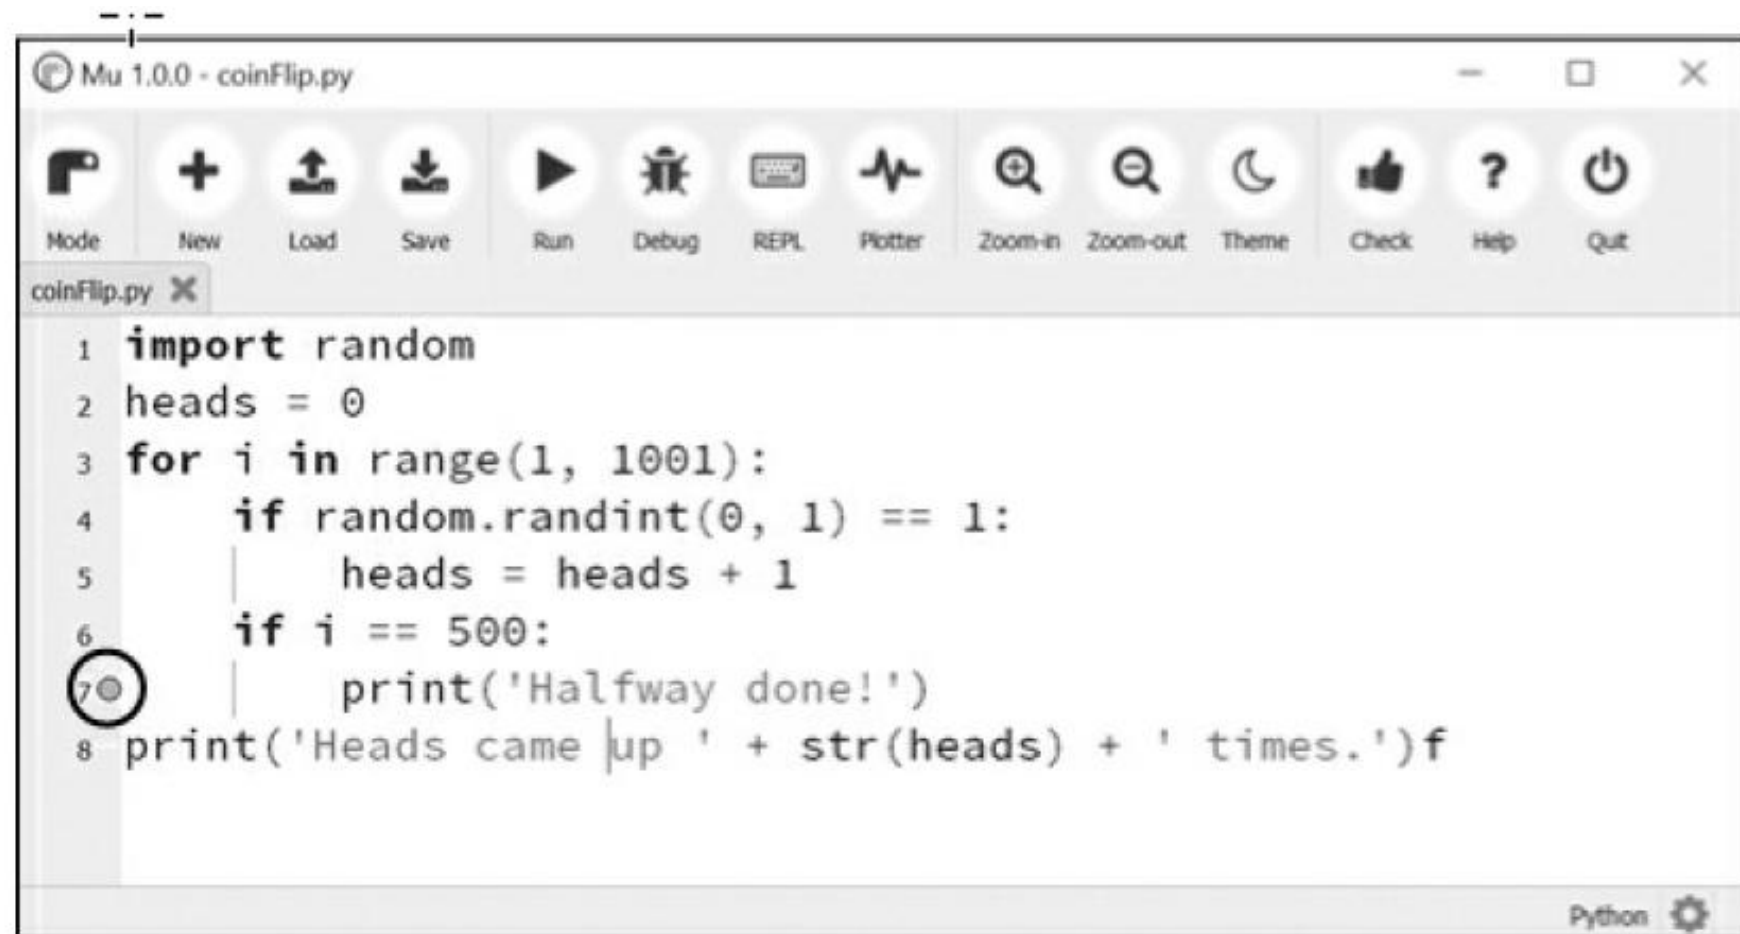 Mu 1.0.0 - coinFlip.py
Mode New Load Save Run Debug REPL Plotter Zoom-in Zoom-out Theme Check Help Quit
coinFlip.py
1 import random
2 heads = 0
3 for i in range(1, 1001):
4 if random.randint(0, 1) == 1:
5 heads = heads + 1
6 if i == 500:
7 print('Halfway done!')
8 print('Heads came up ' + str(heads) + ' times.')f
Python